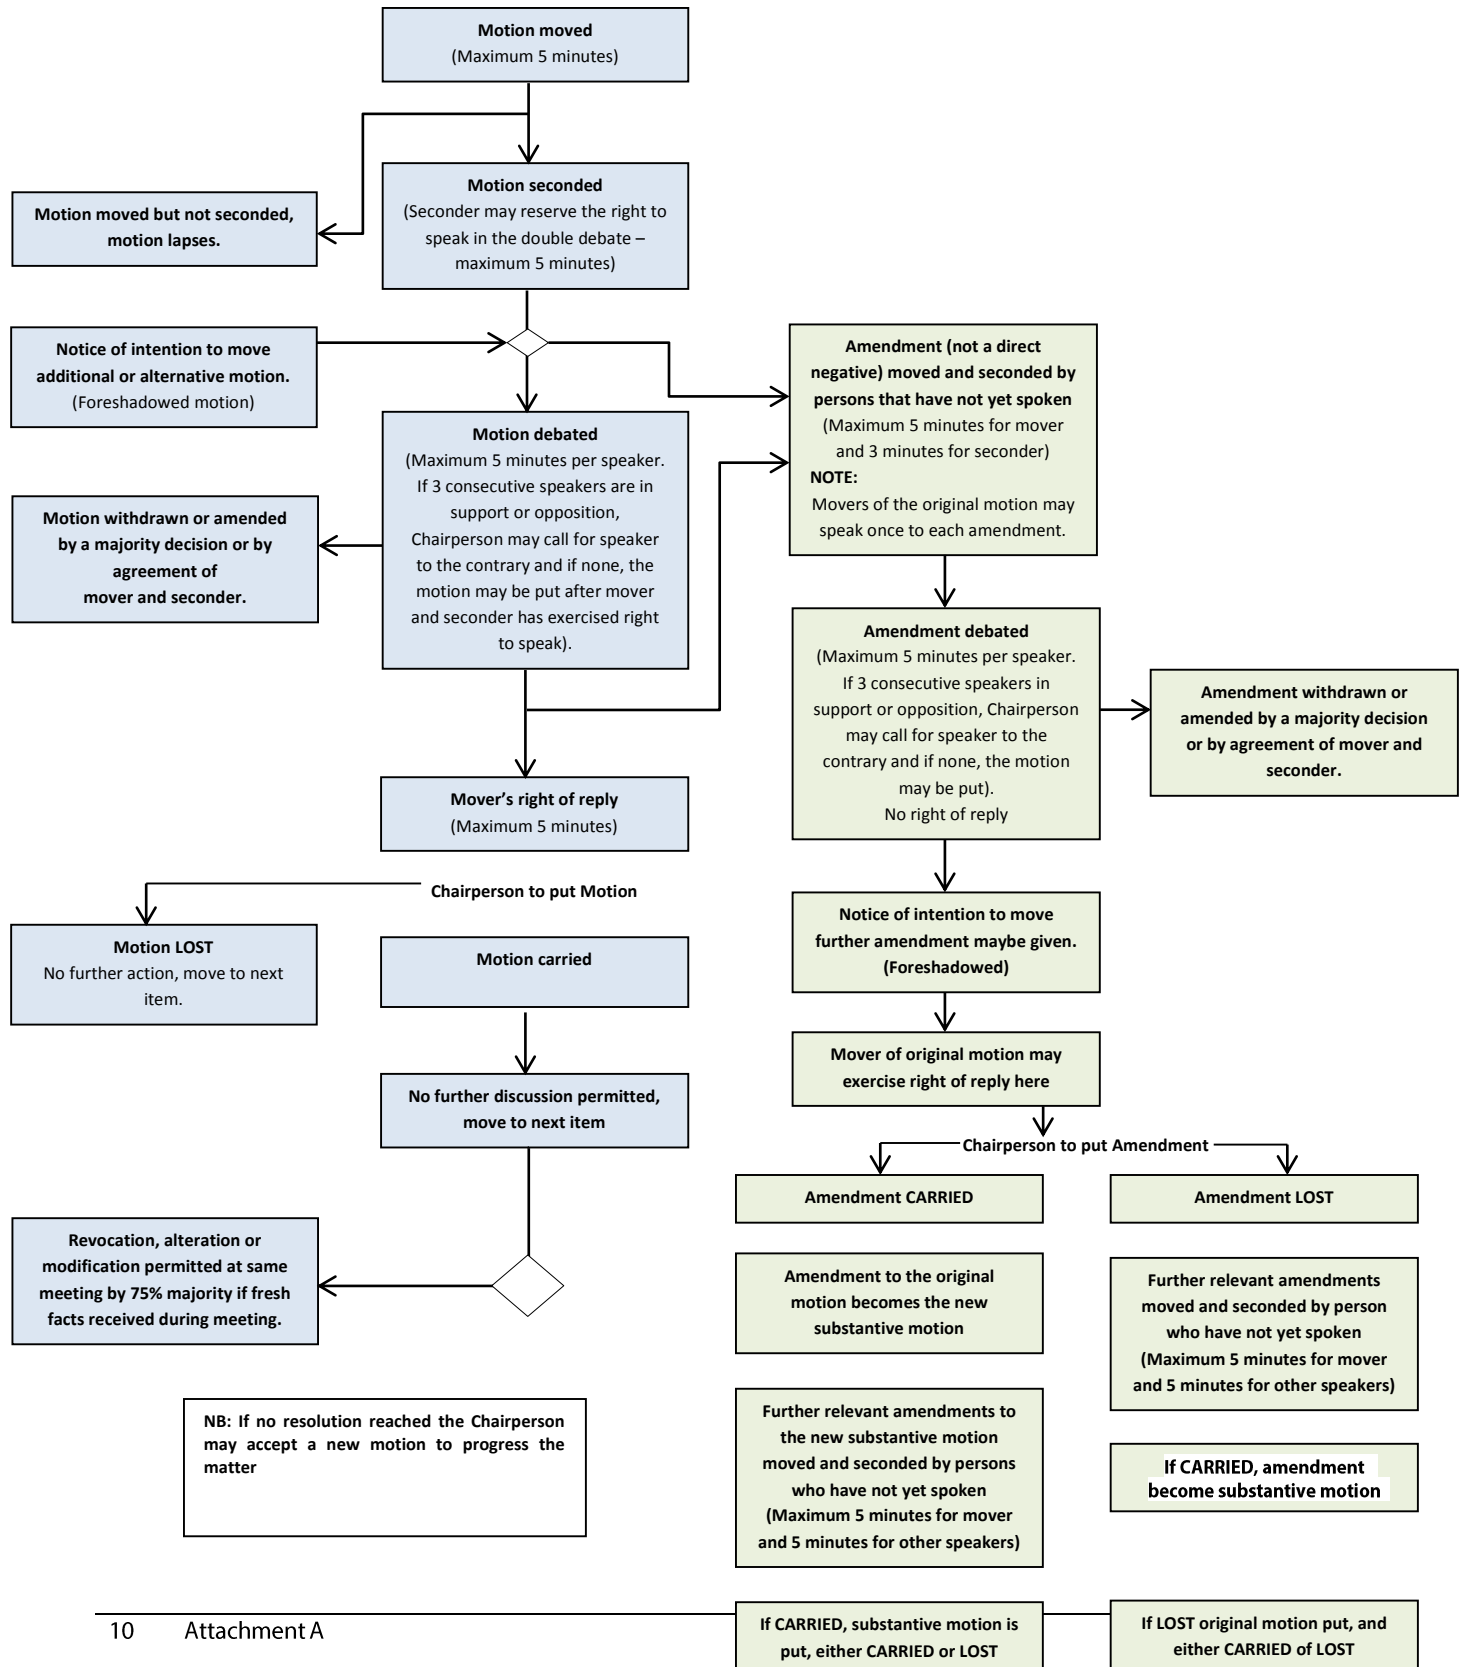 Motion moved
(Maximum 5 minutes)
Motion seconded
(Seconder may reserve the right to
speak in the double debate –
maximum 5 minutes)
Motion moved but not seconded,
motion lapses.
Notice of intention to move
additional or alternative motion.
(Foreshadowed motion)
Motion debated
(Maximum 5 minutes per speaker.
If 3 consecutive speakers are in
support or opposition,
Chairperson may call for speaker
to the contrary and if none, the
motion may be put after mover
and seconder has exercised right
to speak).
Motion withdrawn or amended
by a majority decision or by
agreement of
mover and seconder.
Mover’s right of reply
(Maximum 5 minutes)
Chairperson to put Motion
Motion LOST
No further action, move to next
item.
Motion carried
No further discussion permitted,
move to next item
Revocation, alteration or
modification permitted at same
meeting by 75% majority if fresh
facts received during meeting.
NB: If no resolution reached the Chairperson
may accept a new motion to progress the
matter
Amendment (not a direct
negative) moved and seconded by
persons that have not yet spoken
(Maximum 5 minutes for mover
and 3 minutes for seconder)
NOTE:
Movers of the original motion may
speak once to each amendment.
Amendment debated
(Maximum 5 minutes per speaker.
If 3 consecutive speakers in
support or opposition, Chairperson
may call for speaker to the
contrary and if none, the motion
may be put).
No right of reply
Amendment withdrawn or
amended by a majority decision
or by agreement of mover and
seconder.
Notice of intention to move
further amendment maybe given.
(Foreshadowed)
Mover of original motion may
exercise right of reply here
Chairperson to put Amendment
Amendment CARRIED
Amendment to the original
motion becomes the new
substantive motion
Further relevant amendments to
the new substantive motion
moved and seconded by persons
who have not yet spoken
(Maximum 5 minutes for mover
and 5 minutes for other speakers)
If CARRIED, substantive motion is
put, either CARRIED or LOST
Amendment LOST
Further relevant amendments
moved and seconded by person
who have not yet spoken
(Maximum 5 minutes for mover
and 5 minutes for other speakers)
If CARRIED, amendment
become substantive motion
If LOST original motion put, and
either CARRIED of LOST
10 Attachment A